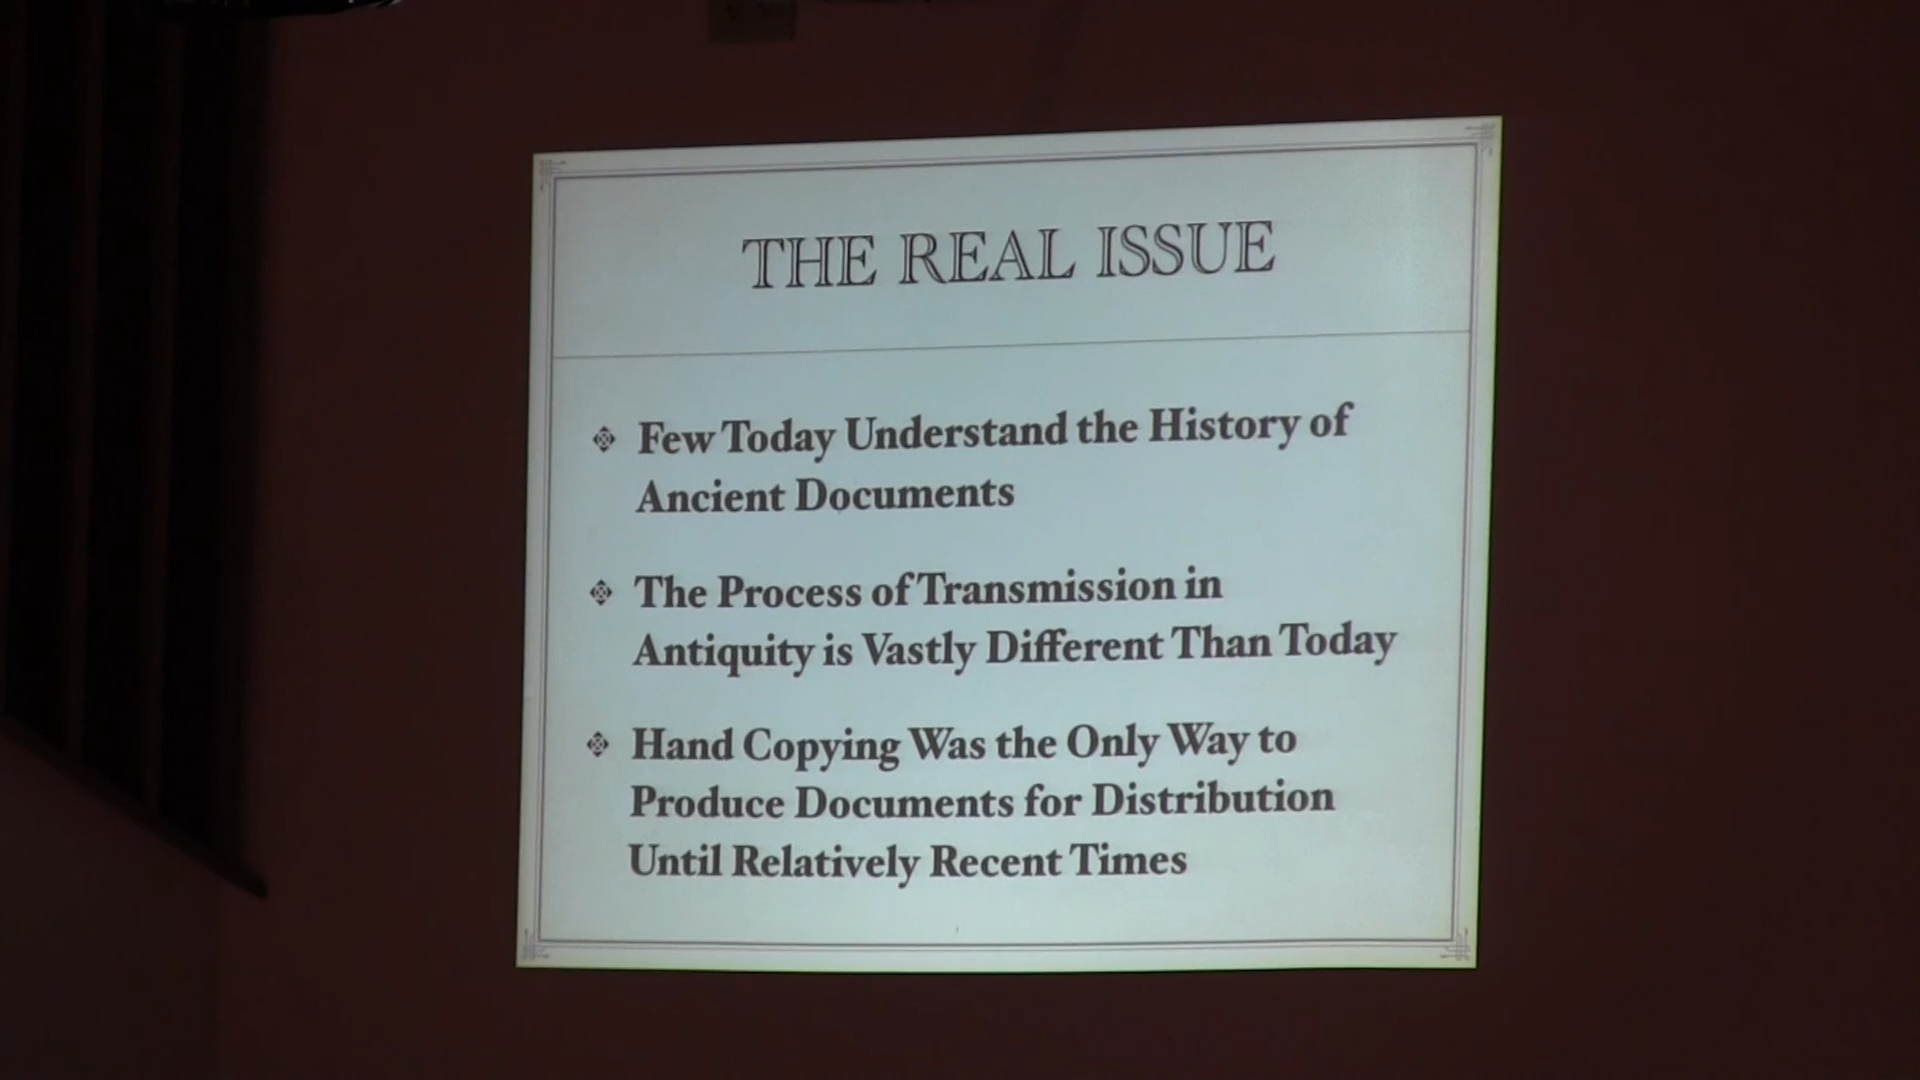 THE REAL ISSUE
Few Today Understand the History of
Ancient Documents
The Process of Transmission in
Antiquity is Vastly Different Than Today
Hand Copying Was the Only Way to
Produce Documents for Distribution
Until Relatively Recent Times